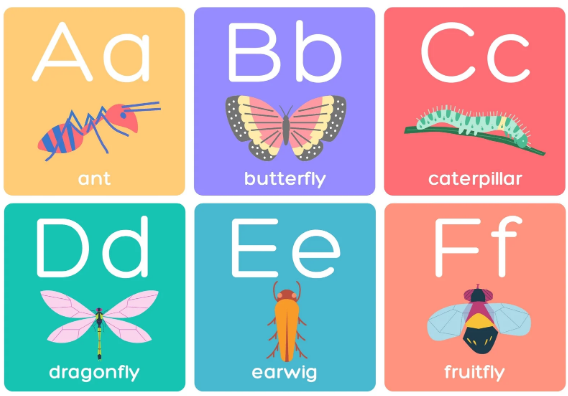 Aa
ant
Bb
butterfly
Cc
caterpillar
Dd
dragonfly
Ee
earwig
Ff
fruitfly